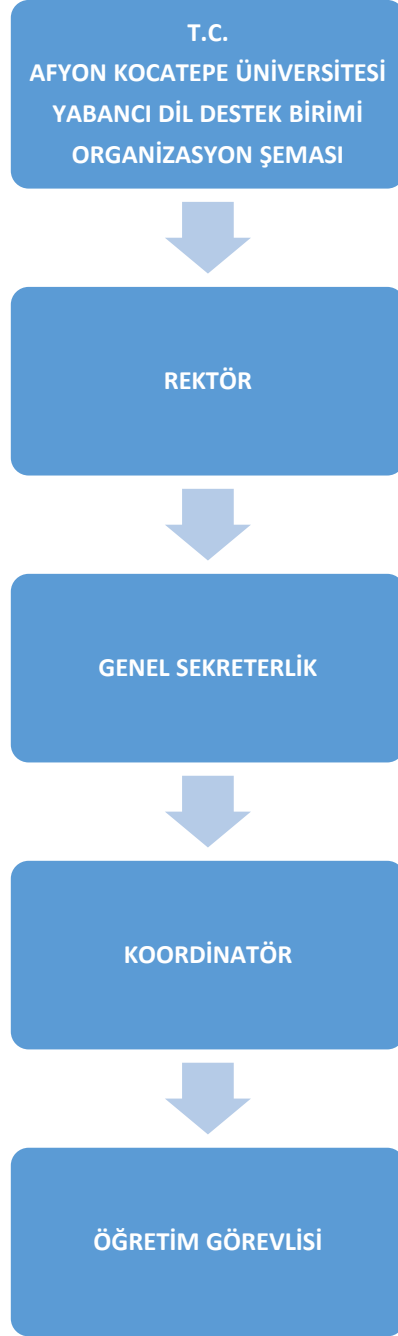 T.C.
AFYON KOCATEPE ÜNİVERSİTESİ
YABANCI DİL DESTEK BİRİMİ
ORGANİZASYON ŞEMASI
REKTÖR
GENEL SEKRETERLİK
KOORDİNATÖR
ÖĞRETİM GÖREVLİSİ